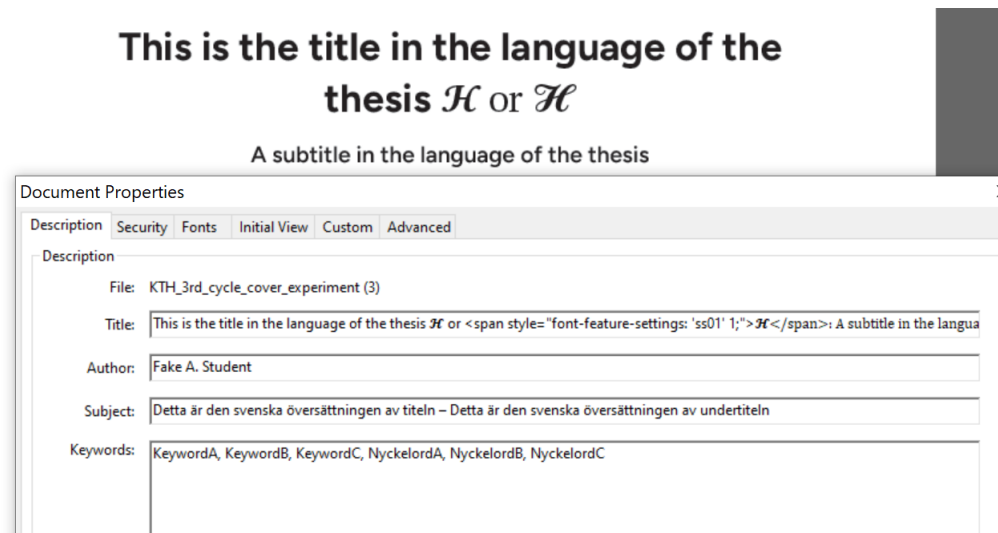 This is the title in the language of the
thesis 𝓗 or 𝓗
A subtitle in the language of the thesis
Document Properties
Description Security Fonts Initial View Custom Advanced
Description
File: KTH_3rd_cycle_cover_experiment (3)
Title: This is the title in the language of the thesis 𝓗 or <span style="font-feature-settings: 'ss01' 1;">𝓗</span>: A subtitle in the langua
Author: Fake A. Student
Subject: Detta är den svenska översättningen av titeln – Detta är den svenska översättningen av undertiteln
Keywords: KeywordA, KeywordB, KeywordC, NyckelordA, NyckelordB, NyckelordC